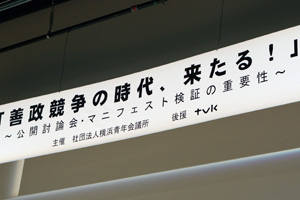 「善政競争の時代、来たる！」
～公開討論会・マニフェスト検証の重要性～
主催 社団法人横浜青年会議所 後援 tvk